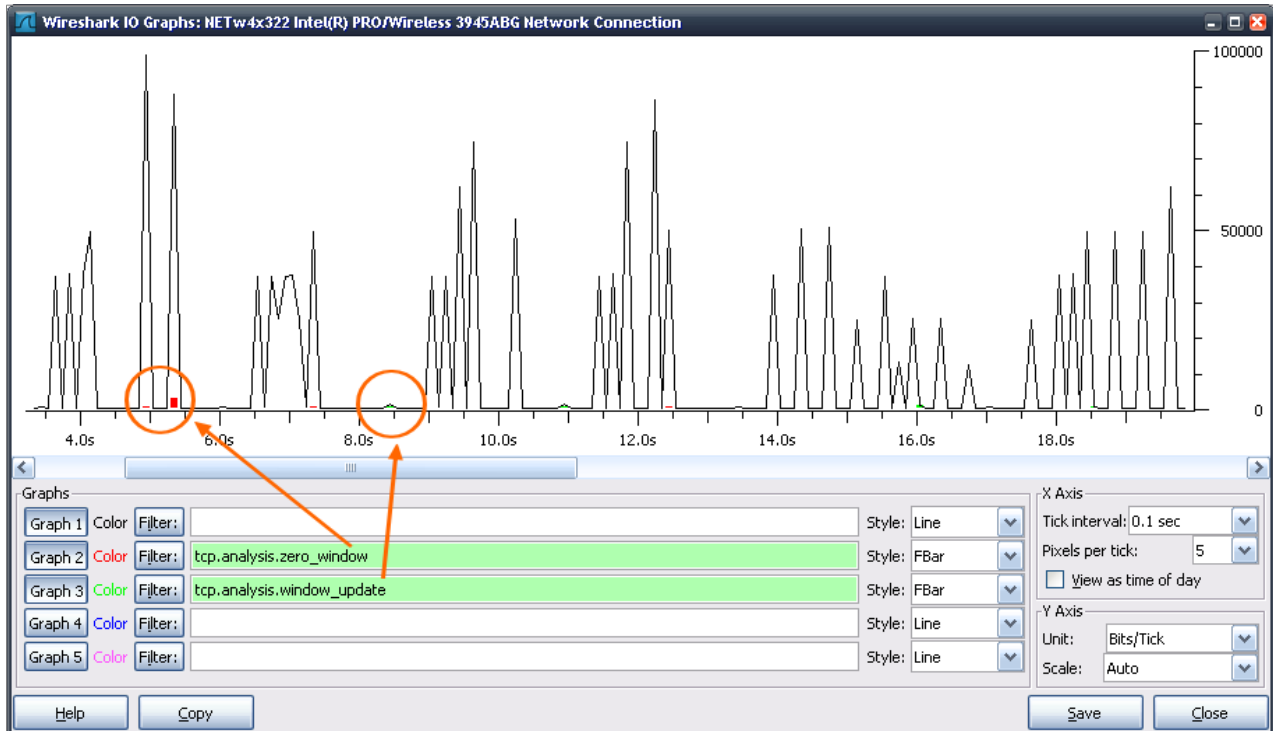 Wireshark IO Graphs: NETw4x322 Intel(R) PRO/Wireless 3945ABG Network Connection
100000
50000
0
4.0s 6.0s 8.0s 10.0s 12.0s 14.0s 16.0s 18.0s
Graphs
Graph 1 Color Filter: Style: Line
Graph 2 Color Filter: tcp.analysis.zero_window Style: FBar
Graph 3 Color Filter: tcp.analysis.window_update Style: FBar
Graph 4 Color Filter: Style: Line
Graph 5 Color Filter: Style: Line
X Axis
Tick interval: 0.1 sec
Pixels per tick: 5
View as time of day
Y Axis
Unit: Bits/Tick
Scale: Auto
Help Copy Save Close